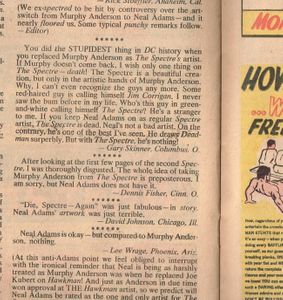 —Rick Stoeffer, Anaheim, Cal.
(We expected to be hit by controversy over the art-
switch from Murphy Anderson to Neal Adams—and it
neatly floored us. Some typical punchy remarks follow.
—Editor)
You did the STUPIDEST thing in DC history when
you replaced Murphy Anderson as The Spectre's artist.
If Murphy doesn't come back, I wish only one thing on
The Spectre—death! The Spectre is a beautiful crea-
tion, but only in the artistic hands of Murphy Anderson.
Why, I can't even recognize the guys any more. Some
red-haired guy is calling himself Jim Corrigan. I never
saw the bum before in my life. Who's this guy in green-
and-white calling himself The Spectre? He's a stranger
to me. If you keep Neal Adams on as regular Spectre
artist, The Spectre is dead. Neal's not a bad artist. On the
contrary, he's one of the best I've seen. He draws Dead-
man surperbly. But with The Spectre, he's nothing!
—Gary Skinner, Columbus, O.
After looking at the first few pages of the second Spec-
tre, I was thoroughly disgusted. The whole idea of taking
Murphy Anderson from The Spectre is preposterous. I
am sorry, but Neal Adams does not have it.
—Dennis Fisher, Cinn. O.
"Die, Spectre—Again" was just fabulous—in story.
Neal Adams' artwork was just terrible.
—David Johnson, Chicago, Ill.
Neal Adams is okay—but compared to Murphy Ander-
son, nothing.
—Lee Wrage, Phoenix, Ariz.
(At this anti-Adams point we feel obliged to interrupt
with the ironical reminder that Neal is being as harshly
treated as Murphy Anderson was when he replaced Joe
Kubert on Hawkman! And just as Anderson in due time
won approval at THE Hawkman artist, so we predict will
Neal Adams be rated as the one and only artist for The
HOW
FREE